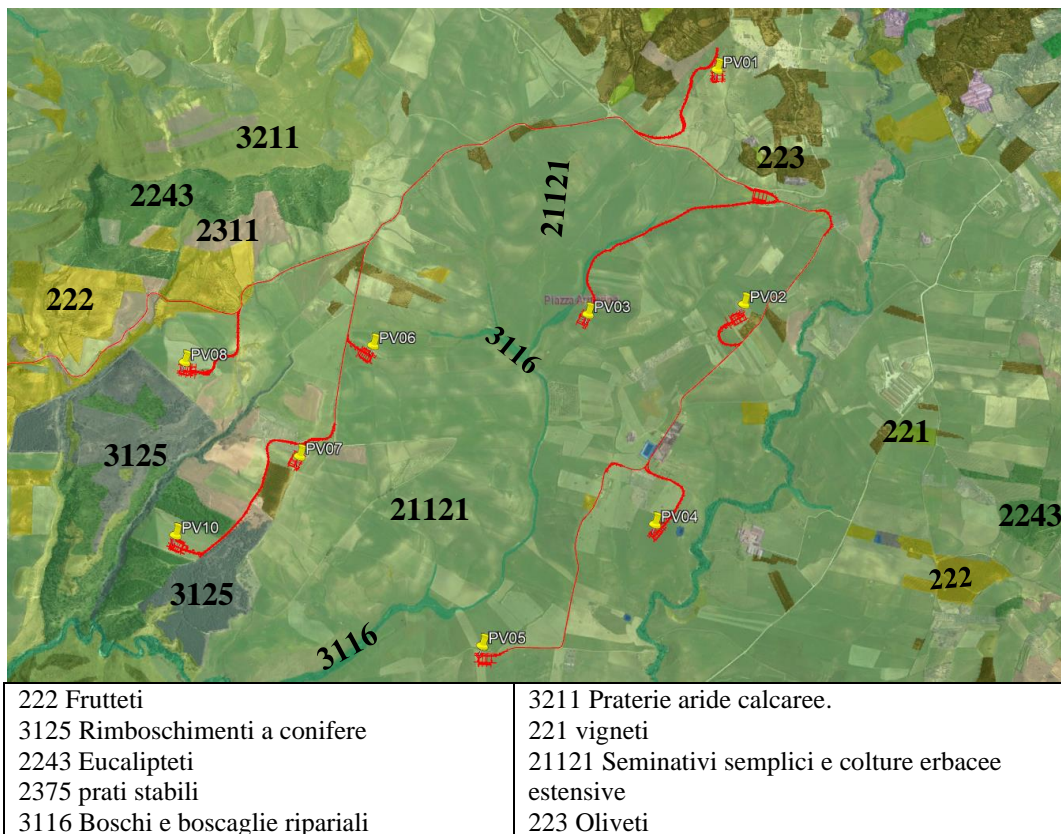 PV01
3211
223
2243
21121
2311
222
Piazza
PV02
PV03
PV06
3116
PV08
221
3125
PV07
21121
2243
PV04
PV10
222
3125
3116
PV05
222 Frutteti
3125 Rimboschimenti a conifere
2243 Eucalipteti
2375 prati stabili
3116 Boschi e boscaglie ripariali
3211 Praterie aride calcaree.
221 vigneti
21121 Seminativi semplici e colture erbacee
estensive
223 Oliveti